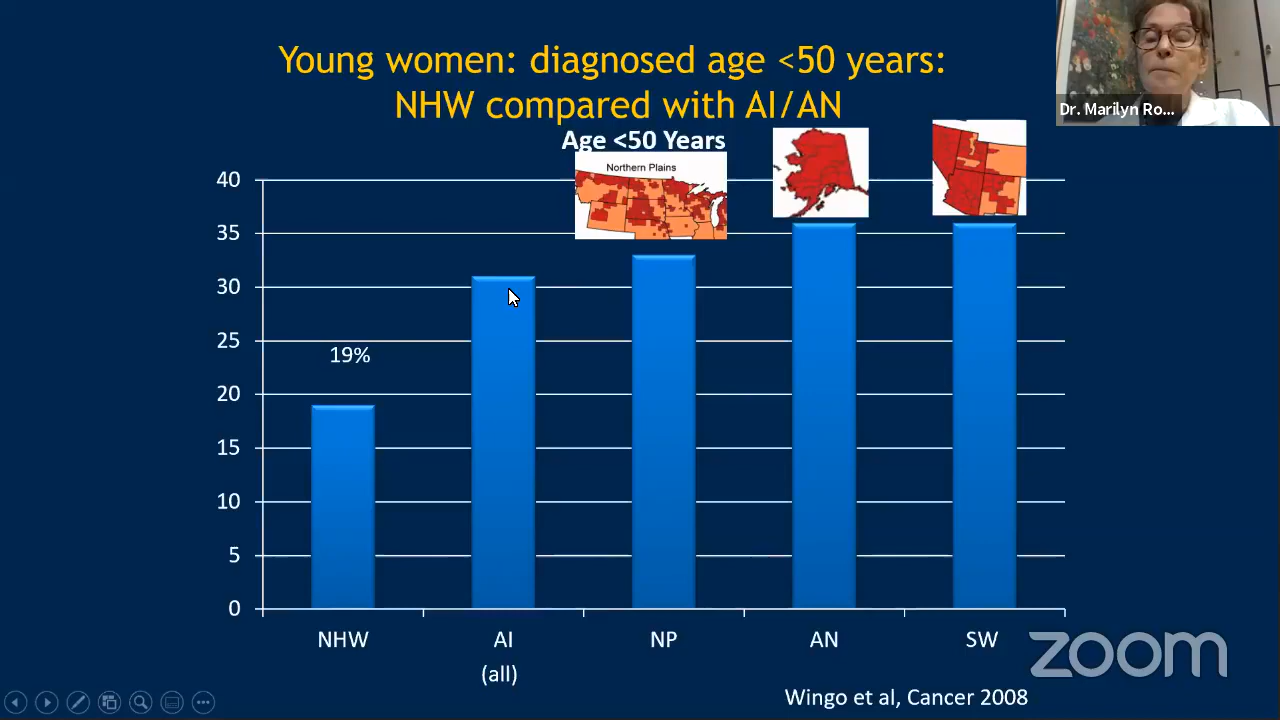 Young women: diagnosed age <50 years:
NHW compared with AI/AN
Dr. Marilyn Ro...
Age <50 Years
Northern Plains
40
35
30
25
20
15
10
5
0
19%
NHW
AI
(all)
NP
AN
SW
zoom
Wingo et al, Cancer 2008